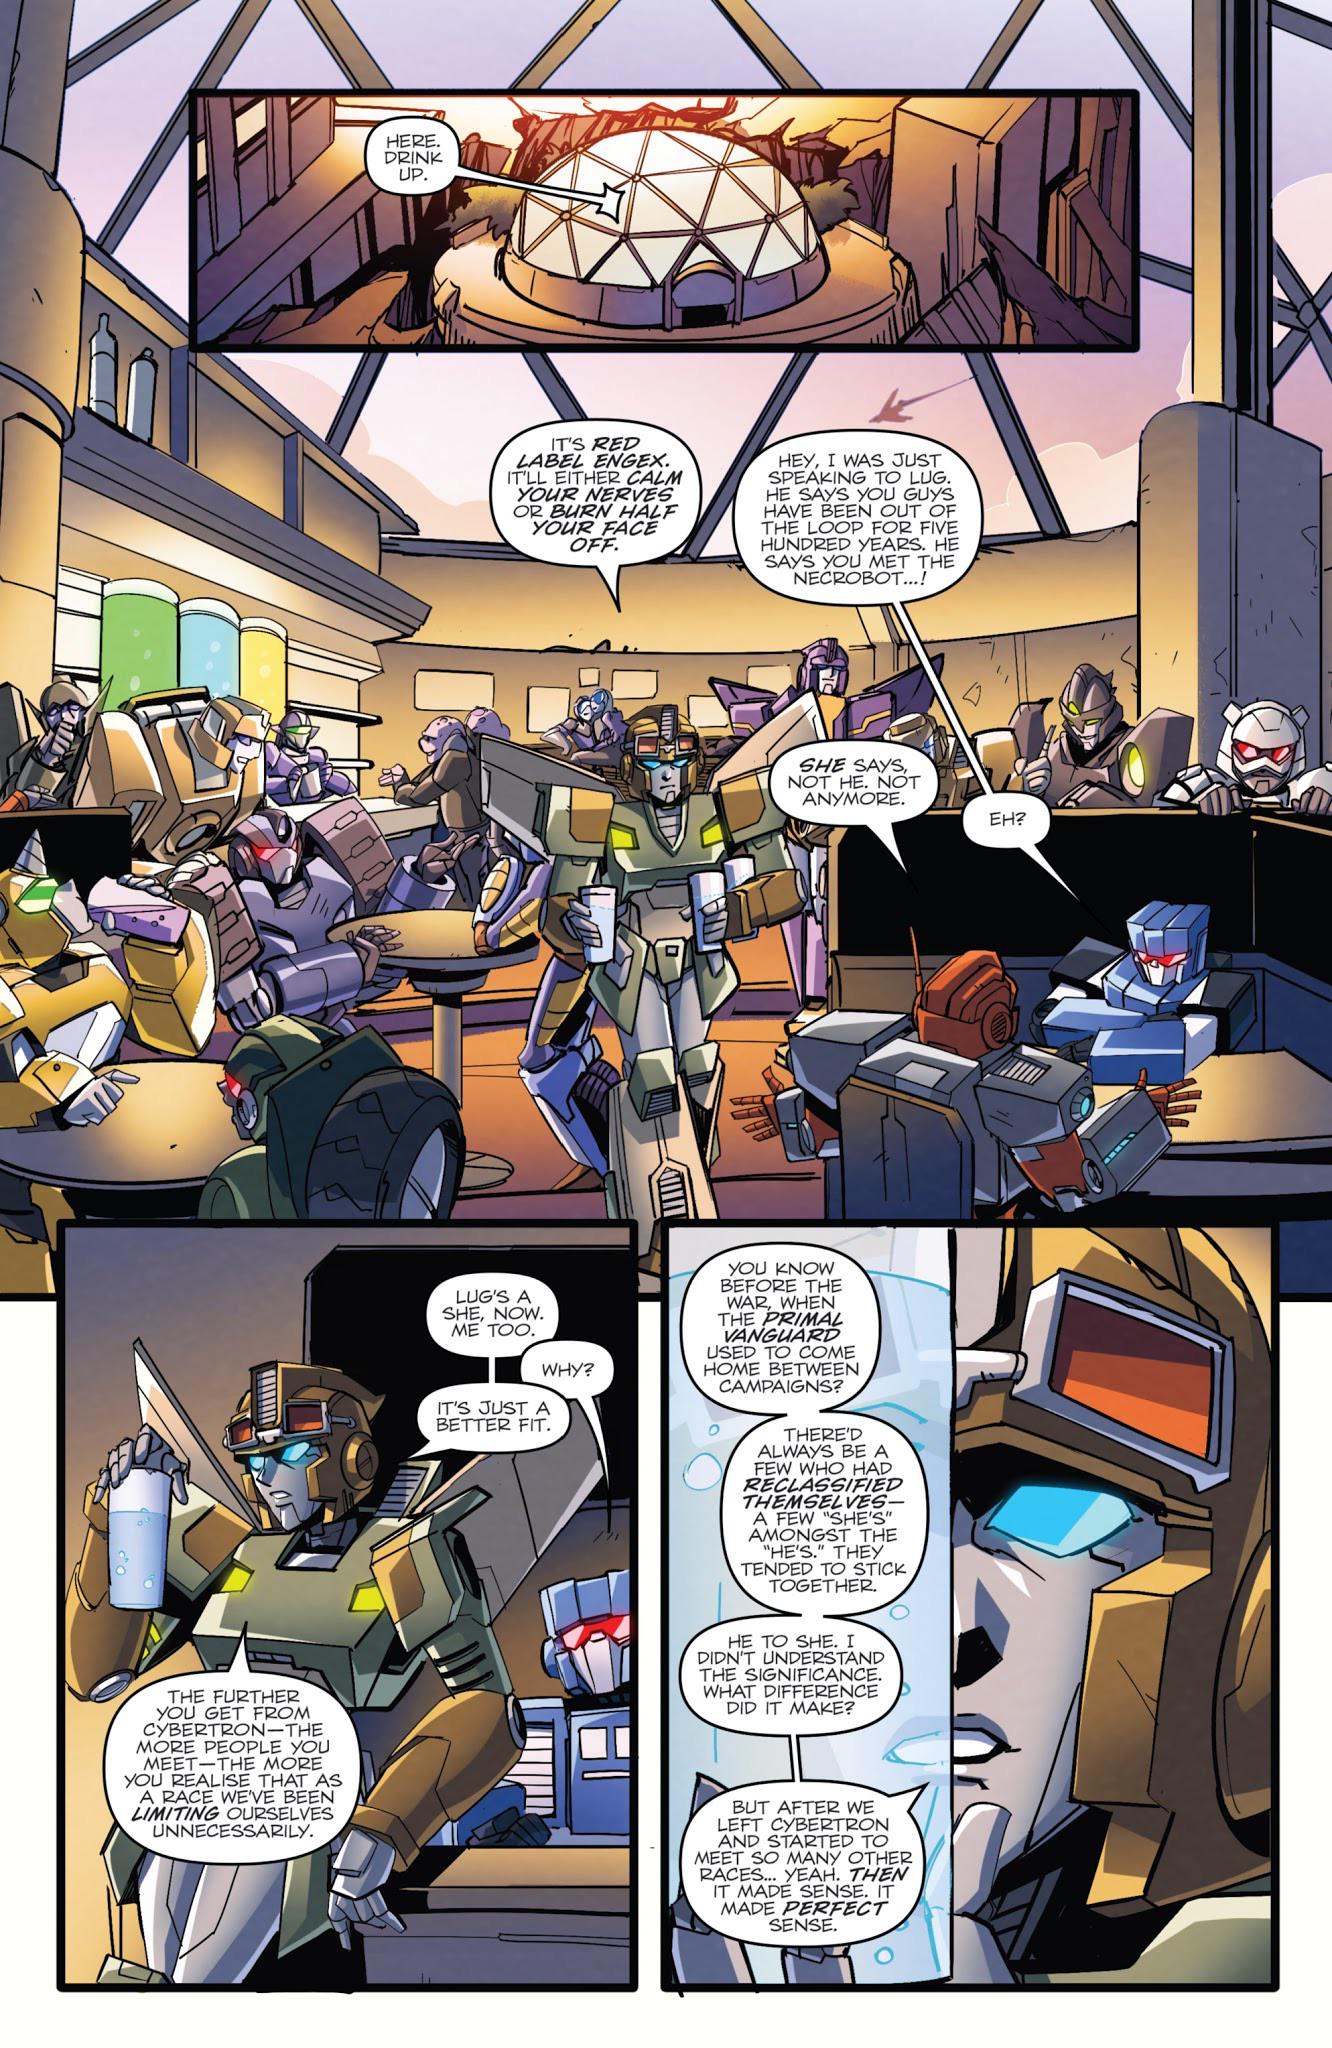 HERE.
DRINK
UP.
IT'S RED
LABEL ENGEX.
IT'LL EITHER CALM
YOUR NERVES
OR BURN HALF
YOUR FACE
OFF.
HEY, I WAS JUST
SPEAKING TO LUG.
HE SAYS YOU GUYS
HAVE BEEN OUT OF
THE LOOP FOR FIVE
HUNDRED YEARS. HE
SAYS YOU MET THE
NECROBOT...!
SHE SAYS,
NOT HE. NOT
ANYMORE.
EH?
LUG'S A
SHE, NOW.
ME TOO.
WHY?
IT'S JUST A
BETTER FIT.
THE FURTHER
YOU GET FROM
CYBERTRON—THE
MORE PEOPLE YOU
MEET—THE MORE
YOU REALISE THAT AS
A RACE WE'VE BEEN
LIMITING OURSELVES
UNNECESSARILY.
YOU KNOW
BEFORE THE
WAR, WHEN
THE PRIMAL
VANGUARD
USED TO COME
HOME BETWEEN
CAMPAIGNS?
THERE'D
ALWAYS BE A
FEW WHO HAD
RECLASSIFIED
THEMSELVES—
A FEW "SHE'S"
AMONGST THE
"HE'S." THEY
TENDED TO STICK
TOGETHER.
HE TO SHE. I
DIDN'T UNDERSTAND
THE SIGNIFICANCE.
WHAT DIFFERENCE
DID IT MAKE?
BUT AFTER WE
LEFT CYBERTRON
AND STARTED TO
MEET SO MANY OTHER
RACES... YEAH. THEN
IT MADE SENSE. IT
MADE PERFECT
SENSE.